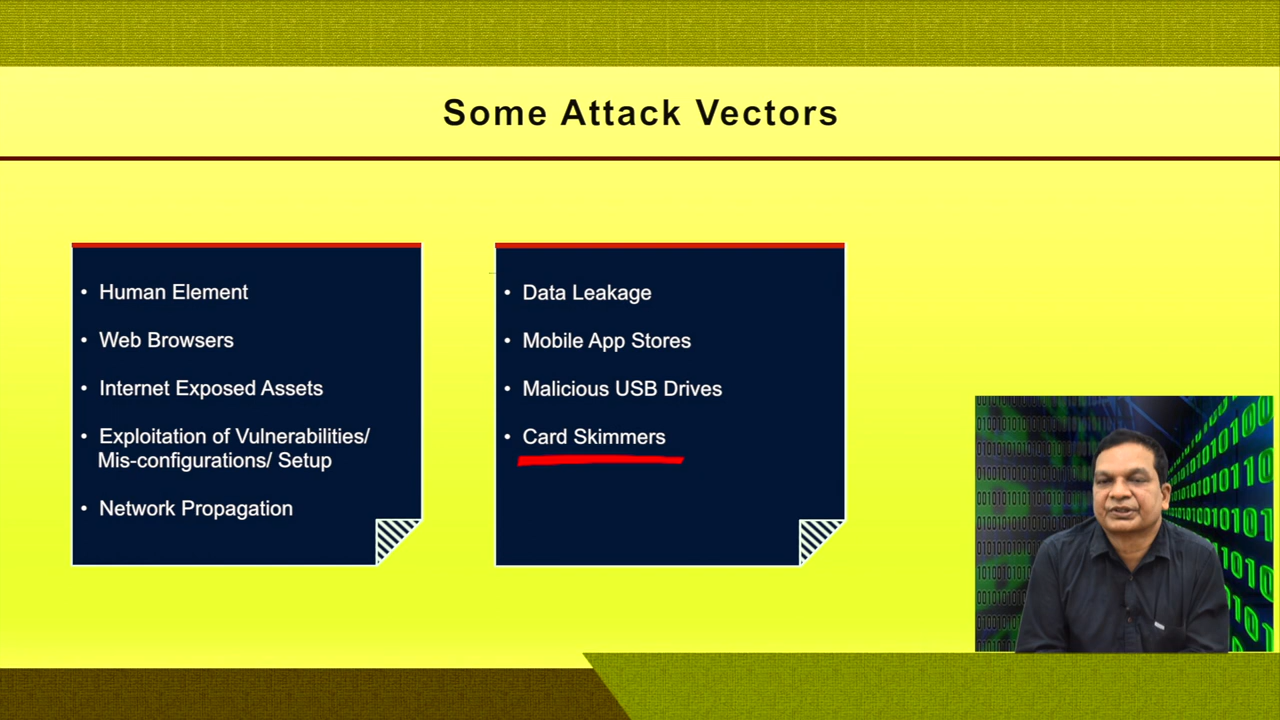 Some Attack Vectors
• Human Element
• Web Browsers
• Internet Exposed Assets
• Exploitation of Vulnerabilities/
Mis-configurations/ Setup
• Network Propagation
• Data Leakage
• Mobile App Stores
• Malicious USB Drives
• Card Skimmers